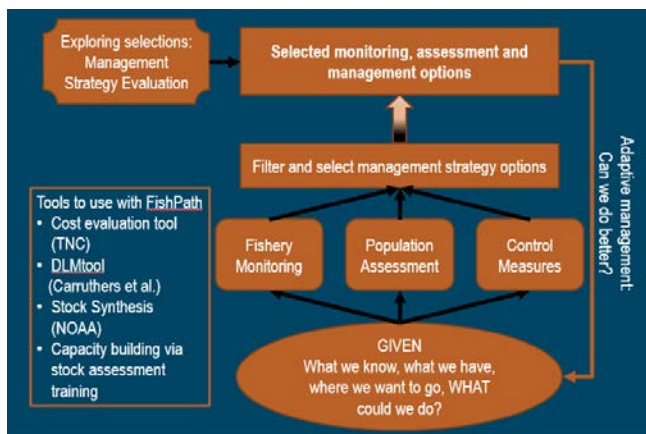 Exploring selections:
Management
Strategy Evaluation
Selected monitoring, assessment and
management options
Filter and select management strategy options
Adaptive management:
Can we do better?
Tools to use with FishPath
• Cost evaluation tool
(TNC)
• DLMtool
(Carruthers et al.)
• Stock Synthesis
(NOAA)
• Capacity building via
stock assessment
training
Fishery
Monitoring
Population
Assessment
Control
Measures
GIVEN
What we know, what we have,
where we want to go, WHAT
could we do?